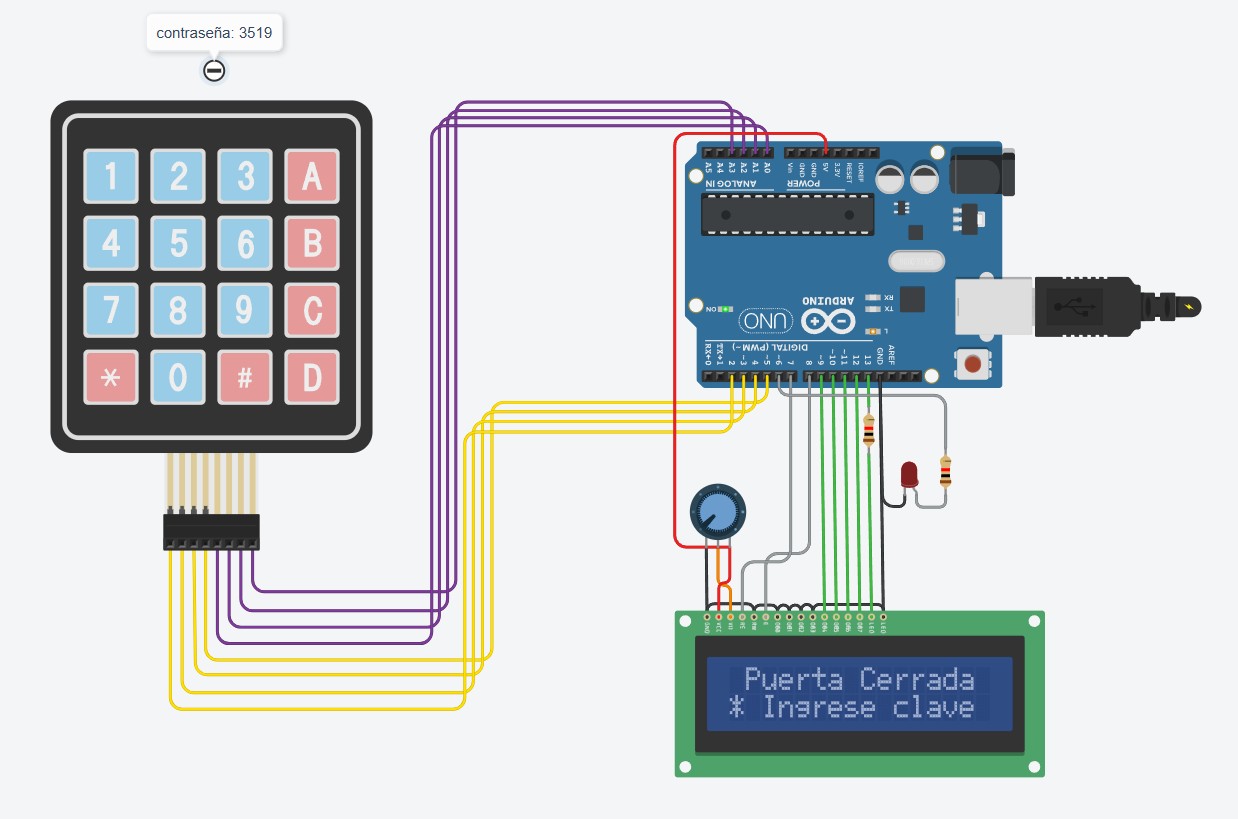 contraseña: 3519
1 2 3 A
4 5 6 B
7 8 9 C
* 0 # D
A5 A4 A3 A2 A1 A0
Vin GND GND 5V 3.3V RESET IOREF
ANALOG IN
POWER
RX
TX
ON
UNO
ARDUINO
L
DIGITAL (PWM~)
RX←0 TX→1 2 ~3 4 ~5 ~6 7 8 ~9 ~10 ~11 12 13 GND AREF
GND VCC V0 RS RW E DB0 DB1 DB2 DB3 DB4 DB5 DB6 DB7 LED LED
Puerta Cerrada
* Ingrese clave